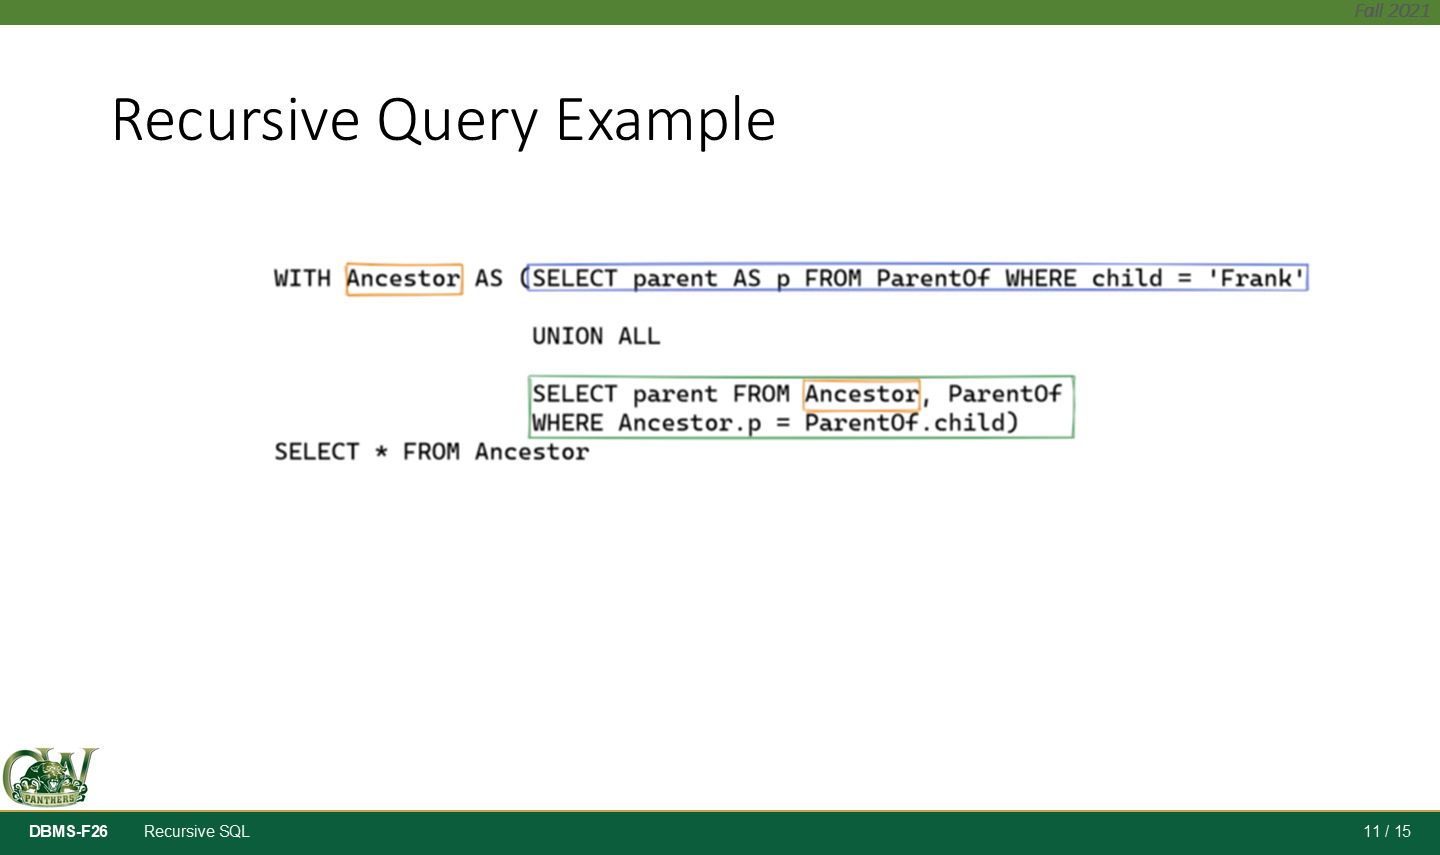 Fall 2021
Recursive Query Example
WITH Ancestor AS (SELECT parent AS p FROM ParentOf WHERE child = 'Frank'
UNION ALL
SELECT parent FROM Ancestor, ParentOf
WHERE Ancestor.p = ParentOf.child)
SELECT * FROM Ancestor
OW
PANTHERS
DBMS-F26 Recursive SQL 11 / 15